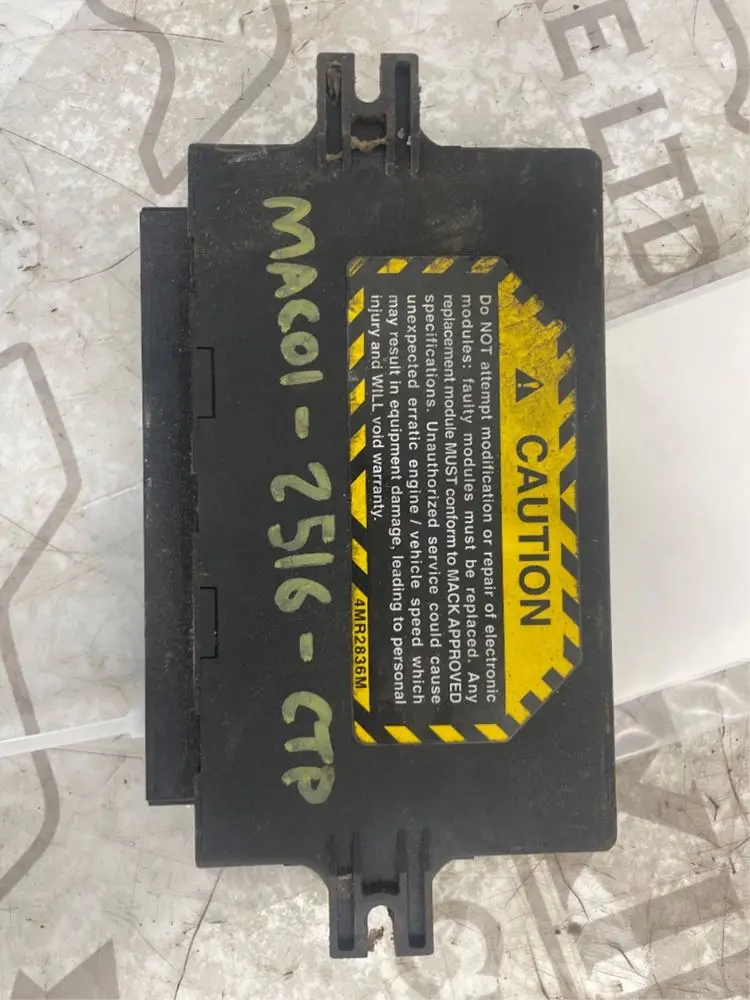 MAC01-2516-CTP
⚠ CAUTION
Do NOT attempt modification or repair of electronic
modules: faulty modules must be replaced. Any
replacement module MUST conform to MACK APPROVED
specifications. Unauthorized service could cause
unexpected erratic engine / vehicle speed which
may result in equipment damage, leading to personal
injury and WILL void warranty.
4MR2836M
E LTD